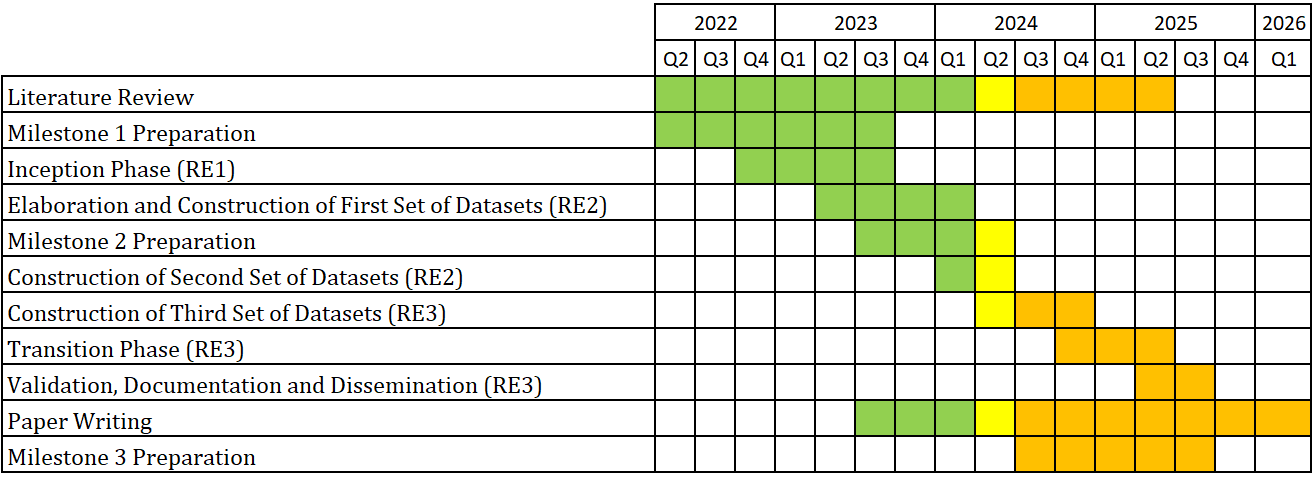 2022 2023 2024 2025 2026
Q2 Q3 Q4 Q1 Q2 Q3 Q4 Q1 Q2 Q3 Q4 Q1 Q2 Q3 Q4 Q1
Literature Review
Milestone 1 Preparation
Inception Phase (RE1)
Elaboration and Construction of First Set of Datasets (RE2)
Milestone 2 Preparation
Construction of Second Set of Datasets (RE2)
Construction of Third Set of Datasets (RE3)
Transition Phase (RE3)
Validation, Documentation and Dissemination (RE3)
Paper Writing
Milestone 3 Preparation